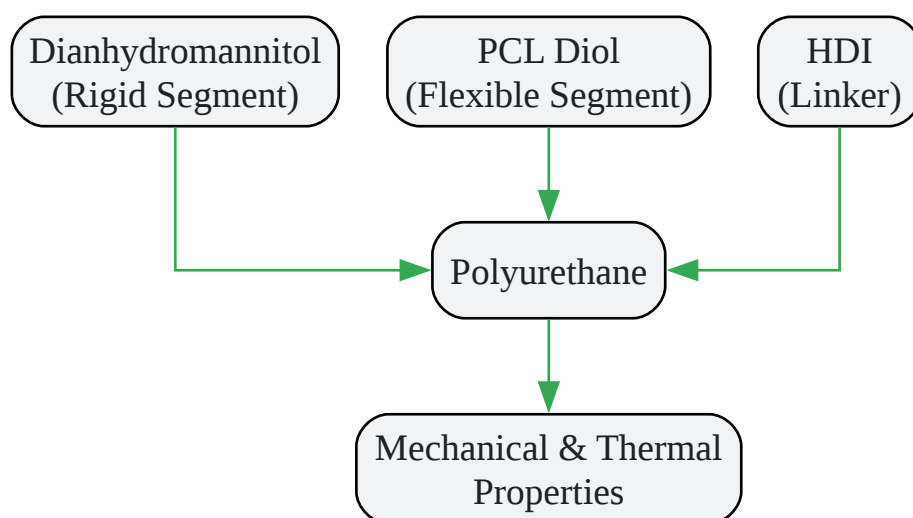 Dianhydromannitol
(Rigid Segment)
PCL Diol
(Flexible Segment)
HDI
(Linker)
Polyurethane
Mechanical & Thermal
Properties